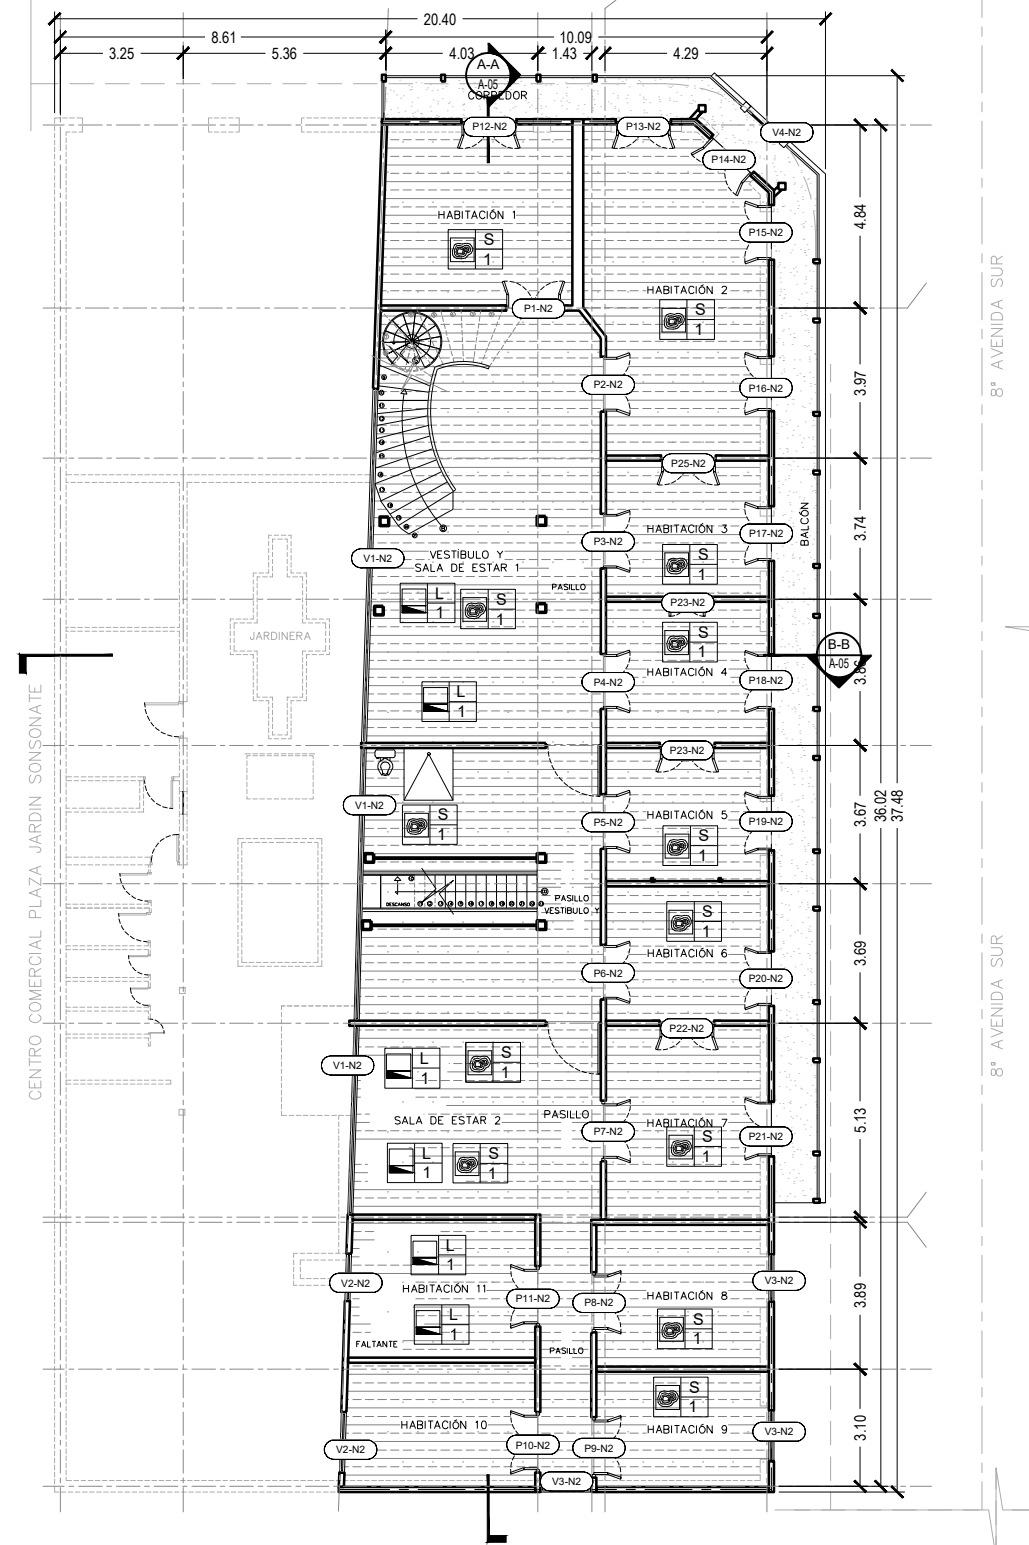 20.40
8.61
10.09
3.25
5.36
4.03
1.43
4.29
A-A
A-05
CORREDOR
P12-N2
P13-N2
V4-N2
P14-N2
HABITACIÓN 1
S
1
P15-N2
4.84
HABITACIÓN 2
S
1
P1-N2
8ª AVENIDA SUR
P2-N2
P16-N2
3.97
P25-N2
HABITACIÓN 3
P3-N2
P17-N2
BALCÓN
3.74
V1-N2
VESTÍBULO Y
SALA DE ESTAR 1
S
1
PASILLO
L
1
S
1
P23-N2
JARDINERA
S
1
B-B
A-05
HABITACIÓN 4
P4-N2
P18-N2
L
1
P23-N2
CENTRO COMERCIAL PLAZA JARDIN SONSONATE
V1-N2
S
1
P5-N2
HABITACIÓN 5
S
1
P19-N2
3.67
36.02
37.48
DESCANSO
PASILLO
VESTIBULO Y
S
1
HABITACIÓN 6
P6-N2
P20-N2
3.69
8ª AVENIDA SUR
P22-N2
V1-N2
L
1
S
1
SALA DE ESTAR 2
PASILLO
P7-N2
HABITACIÓN 7
S
1
P21-N2
5.13
L
1
S
1
L
1
V2-N2
HABITACIÓN 11
P11-N2
P8-N2
HABITACIÓN 8
V3-N2
3.89
L
1
S
1
FALTANTE
PASILLO
S
1
HABITACIÓN 10
HABITACIÓN 9
V2-N2
P10-N2
P9-N2
V3-N2
3.10
V3-N2